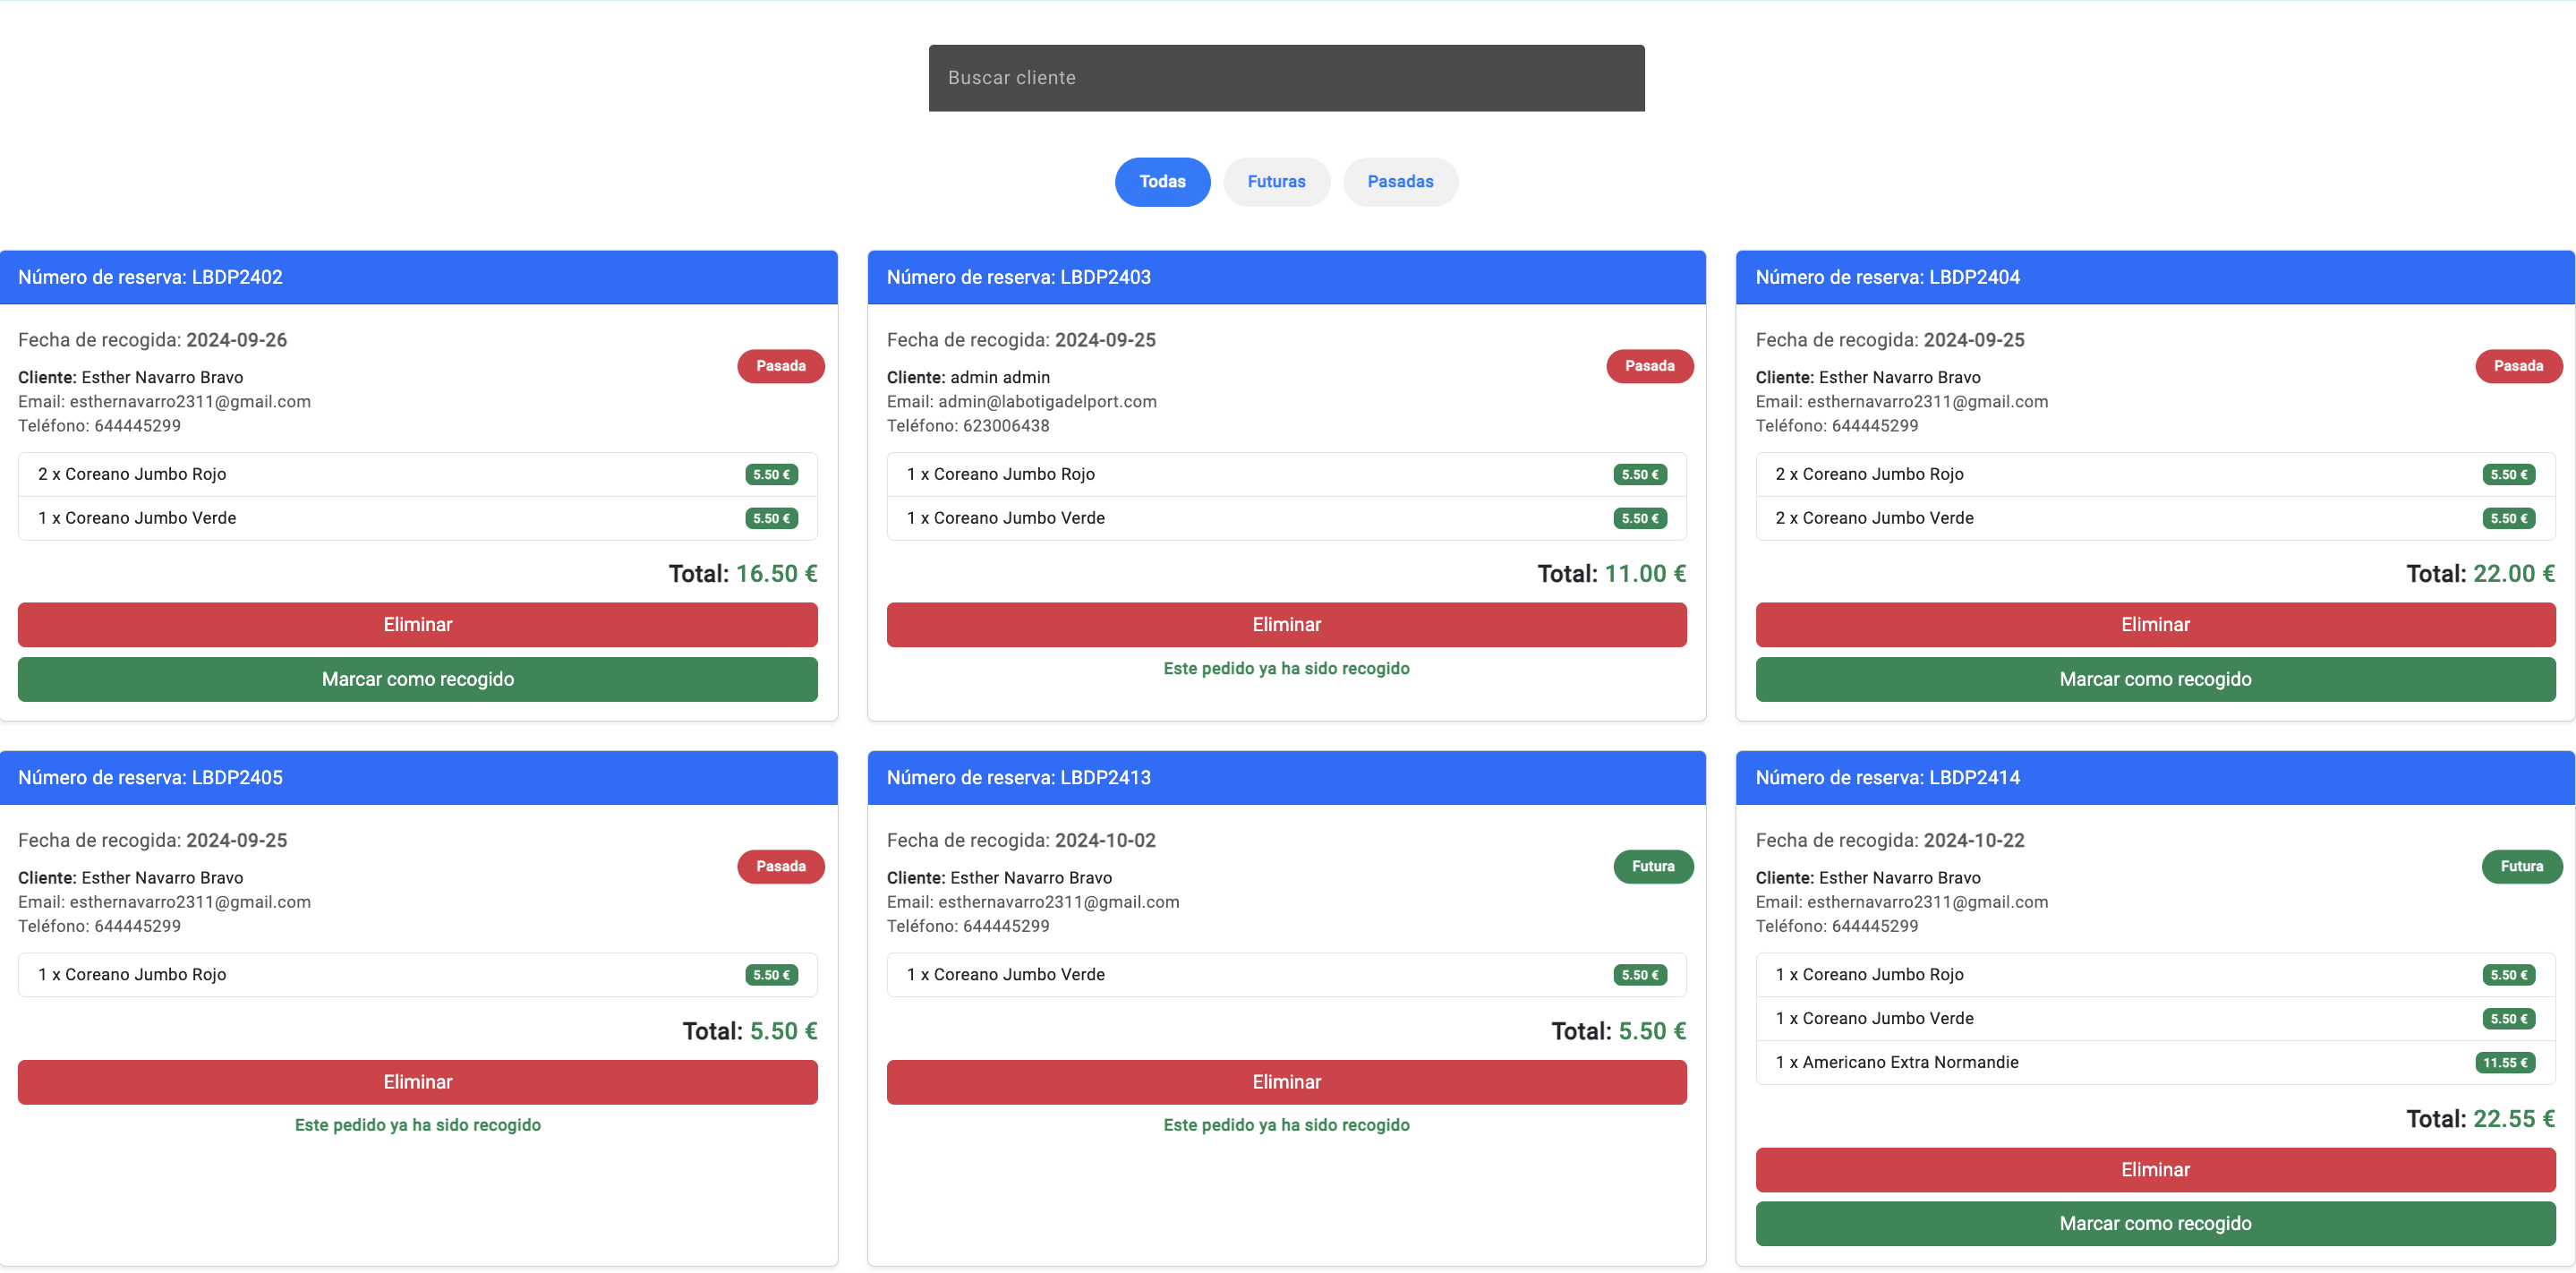 Buscar cliente
Todas
Futuras
Pasadas
Número de reserva: LBDP2402
Fecha de recogida: 2024-09-26
Pasada
Cliente: Esther Navarro Bravo
Email: esthernavarro2311@gmail.com
Teléfono: 644445299
2 x Coreano Jumbo Rojo 5.50 €
1 x Coreano Jumbo Verde 5.50 €
Total: 16.50 €
Eliminar
Marcar como recogido
Número de reserva: LBDP2403
Fecha de recogida: 2024-09-25
Pasada
Cliente: admin admin
Email: admin@labotigadelport.com
Teléfono: 623006438
1 x Coreano Jumbo Rojo 5.50 €
1 x Coreano Jumbo Verde 5.50 €
Total: 11.00 €
Eliminar
Este pedido ya ha sido recogido
Número de reserva: LBDP2404
Fecha de recogida: 2024-09-25
Pasada
Cliente: Esther Navarro Bravo
Email: esthernavarro2311@gmail.com
Teléfono: 644445299
2 x Coreano Jumbo Rojo 5.50 €
2 x Coreano Jumbo Verde 5.50 €
Total: 22.00 €
Eliminar
Marcar como recogido
Número de reserva: LBDP2405
Fecha de recogida: 2024-09-25
Pasada
Cliente: Esther Navarro Bravo
Email: esthernavarro2311@gmail.com
Teléfono: 644445299
1 x Coreano Jumbo Rojo 5.50 €
Total: 5.50 €
Eliminar
Este pedido ya ha sido recogido
Número de reserva: LBDP2413
Fecha de recogida: 2024-10-02
Futura
Cliente: Esther Navarro Bravo
Email: esthernavarro2311@gmail.com
Teléfono: 644445299
1 x Coreano Jumbo Verde 5.50 €
Total: 5.50 €
Eliminar
Este pedido ya ha sido recogido
Número de reserva: LBDP2414
Fecha de recogida: 2024-10-22
Futura
Cliente: Esther Navarro Bravo
Email: esthernavarro2311@gmail.com
Teléfono: 644445299
1 x Coreano Jumbo Rojo 5.50 €
1 x Coreano Jumbo Verde 5.50 €
1 x Americano Extra Normandie 11.55 €
Total: 22.55 €
Eliminar
Marcar como recogido